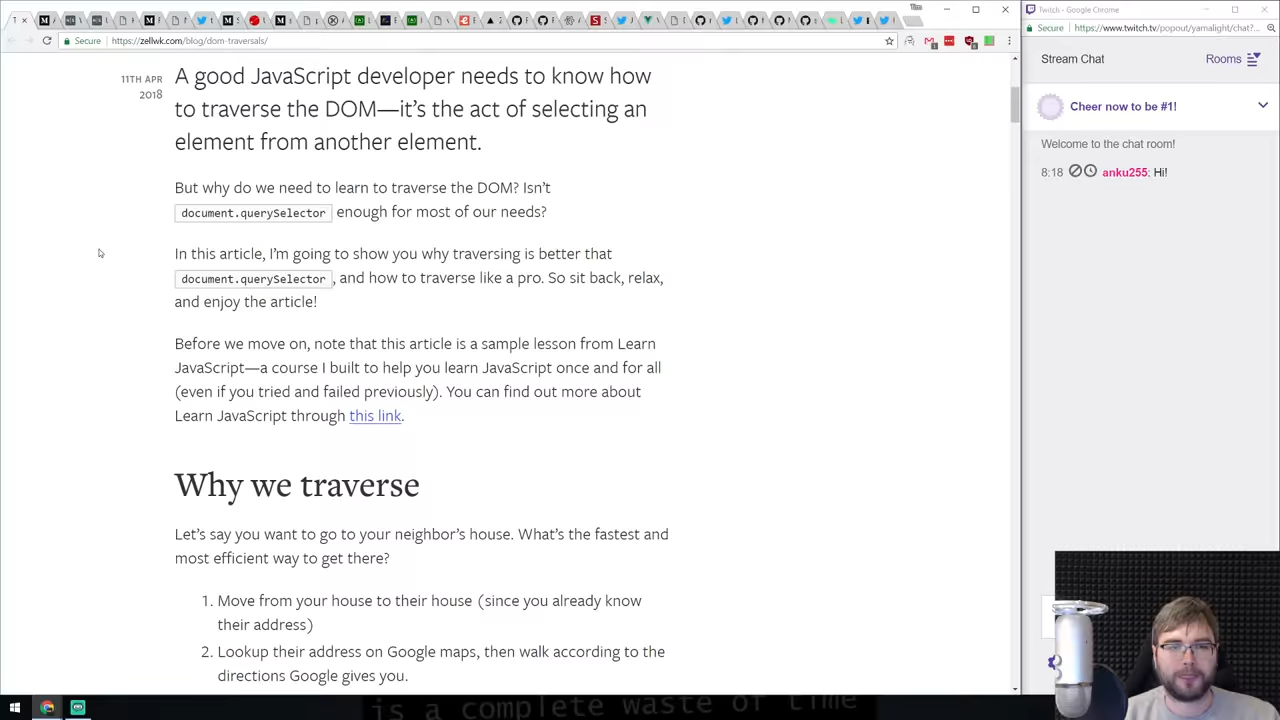 Tim
Secure
https://zellwk.com/blog/dom-traversals/
11TH APR
2018
A good JavaScript developer needs to know how
to traverse the DOM—it's the act of selecting an
element from another element.
But why do we need to learn to traverse the DOM? Isn't
document.querySelector enough for most of our needs?
In this article, I'm going to show you why traversing is better that
document.querySelector, and how to traverse like a pro. So sit back, relax,
and enjoy the article!
Before we move on, note that this article is a sample lesson from Learn
JavaScript—a course I built to help you learn JavaScript once and for all
(even if you tried and failed previously). You can find out more about
Learn JavaScript through this link.
Why we traverse
Let's say you want to go to your neighbor's house. What's the fastest and
most efficient way to get there?
1. Move from your house to their house (since you already know
their address)
2. Lookup their address on Google maps, then walk according to the
directions Google gives you.
is a complete waste of time
Twitch - Google Chrome
Secure
https://www.twitch.tv/popout/yamalight/chat?...
Stream Chat
Rooms
Cheer now to be #1!
Welcome to the chat room!
8:18 anku255: Hi!